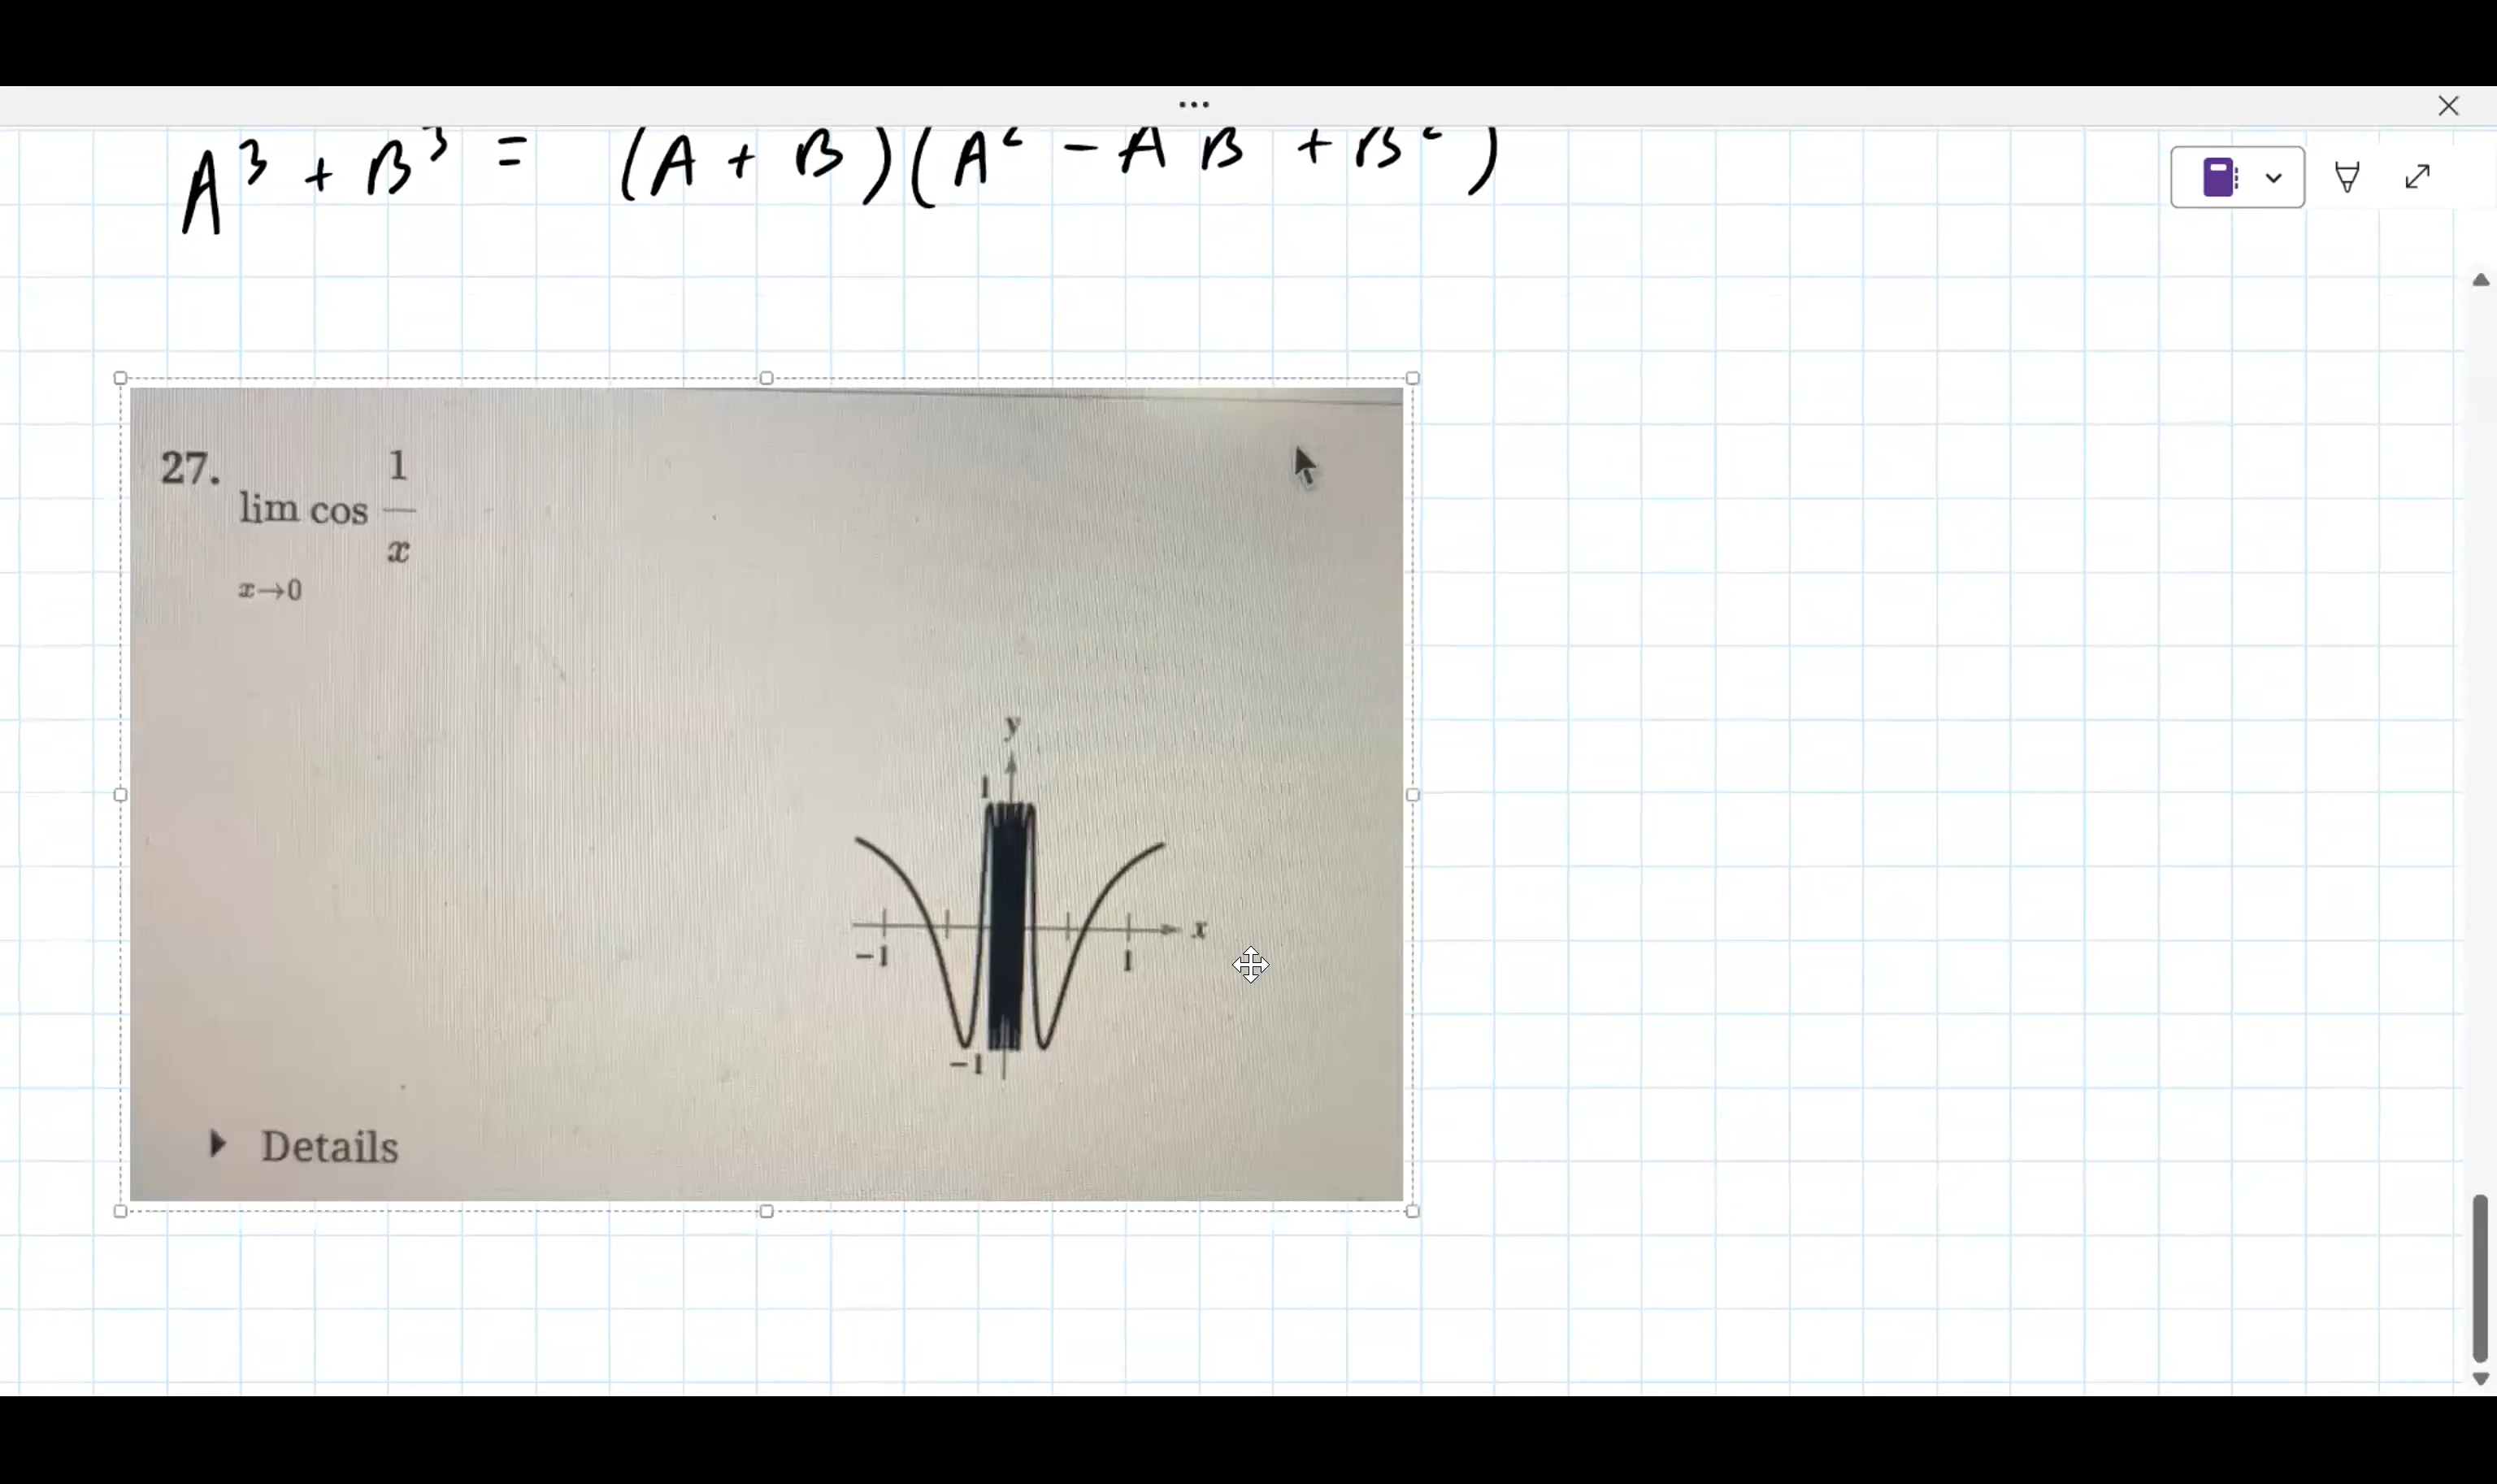 A³ + B³ = (A + B)(A² - AB + B²)
27.
lim cos 1/x
x→0
y
1
-1
1
x
-1
Details